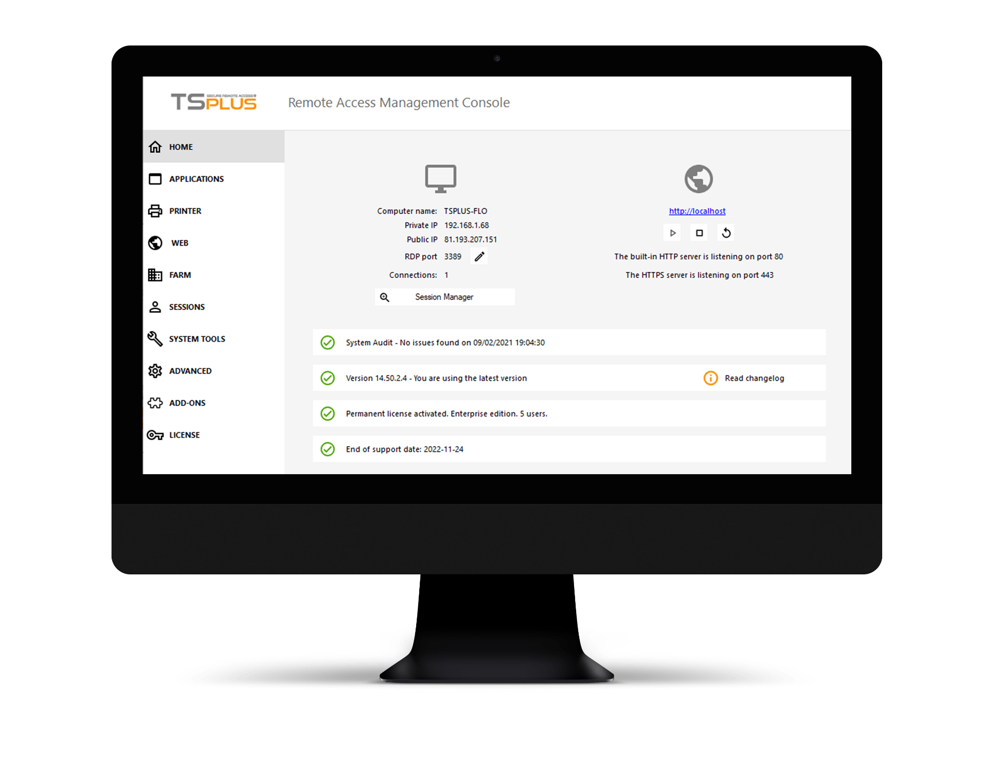 TSPLUS
SECURE REMOTE ACCESS®
Remote Access Management Console
HOME
APPLICATIONS
PRINTER
WEB
FARM
SESSIONS
SYSTEM TOOLS
ADVANCED
ADD-ONS
LICENSE
Computer name: TSPLUS-FLO
Private IP 192.168.1.68
Public IP 81.193.207.151
RDP port 3389
Connections: 1
Session Manager
http://localhost
The built-in HTTP server is listening on port 80
The HTTPS server is listening on port 443
System Audit - No issues found on 09/02/2021 19:04:30
Version 14.50.2.4 - You are using the latest version
Read changelog
Permanent license activated. Enterprise edition. 5 users.
End of support date: 2022-11-24